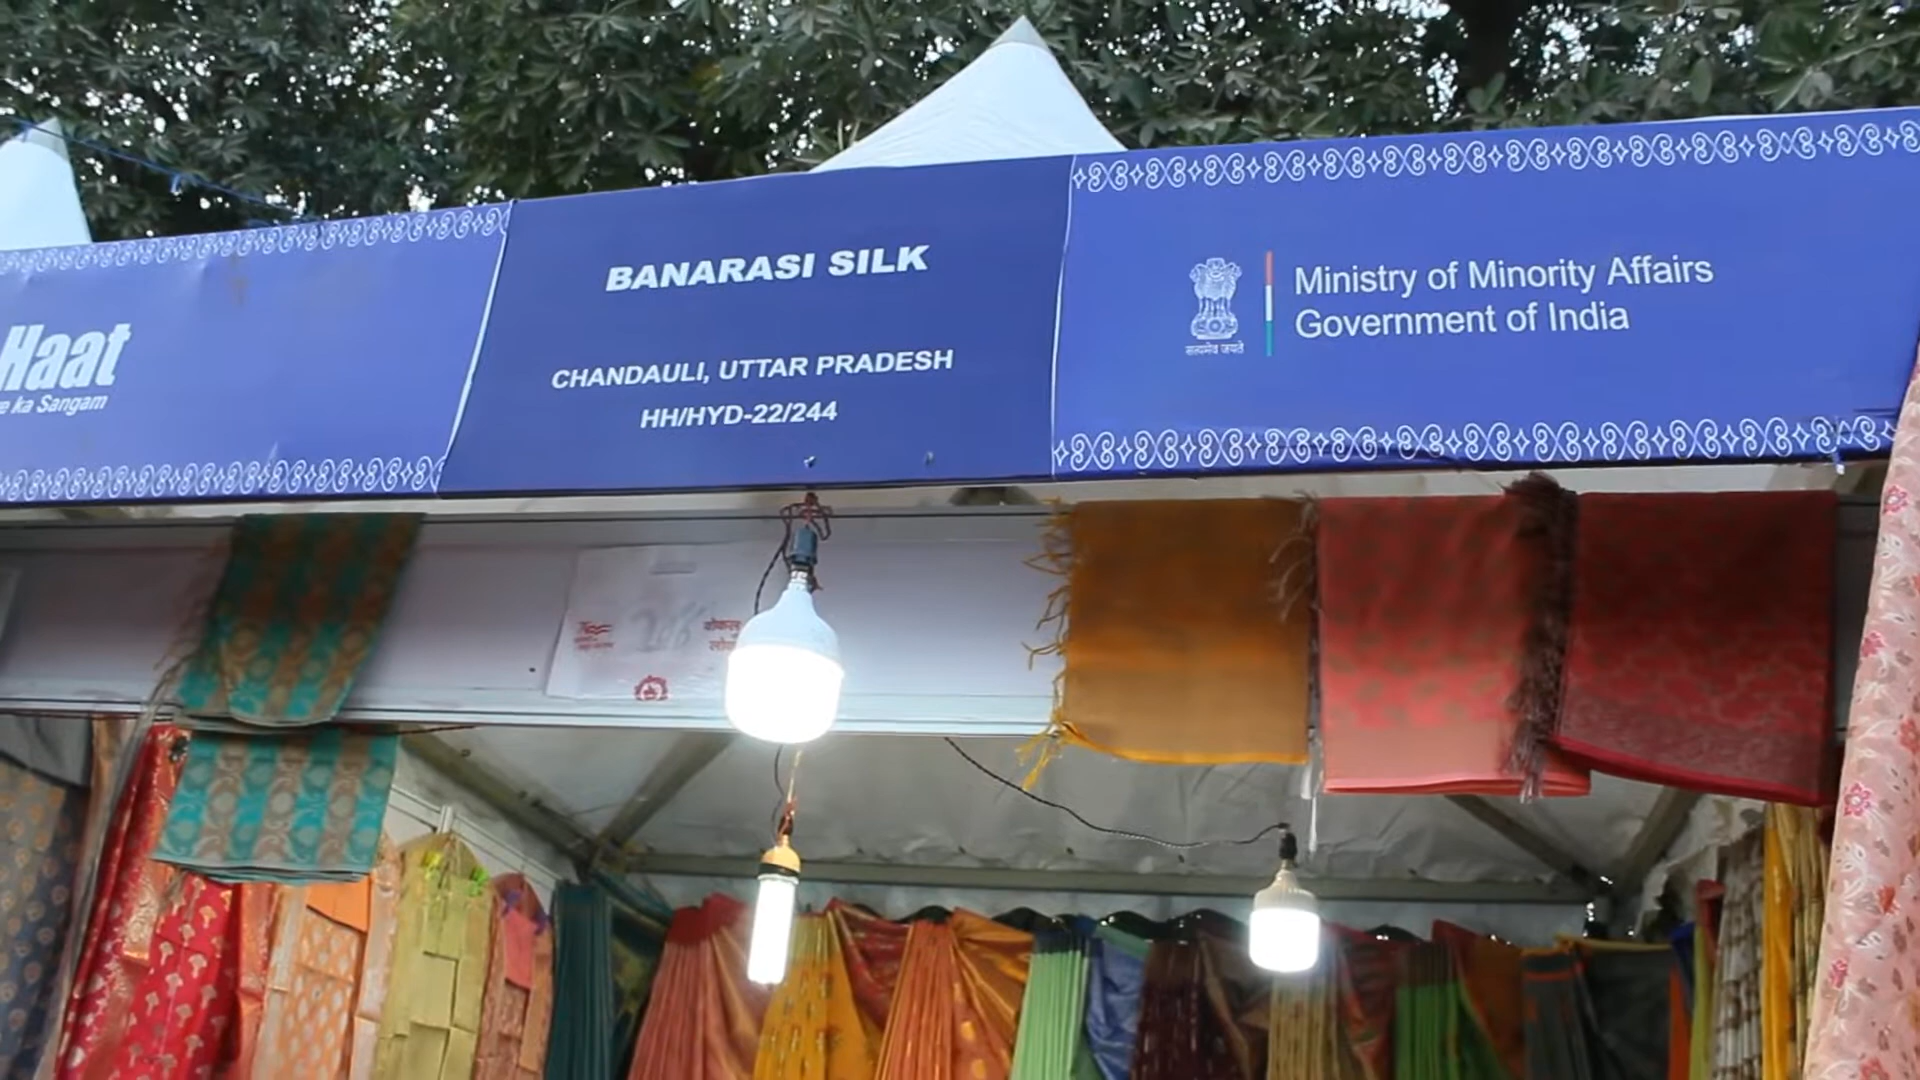 Haat
ka Sangam
BANARASI SILK
CHANDAULI, UTTAR PRADESH
HH/HYD-22/244
सत्यमेव जयते
Ministry of Minority Affairs
Government of India